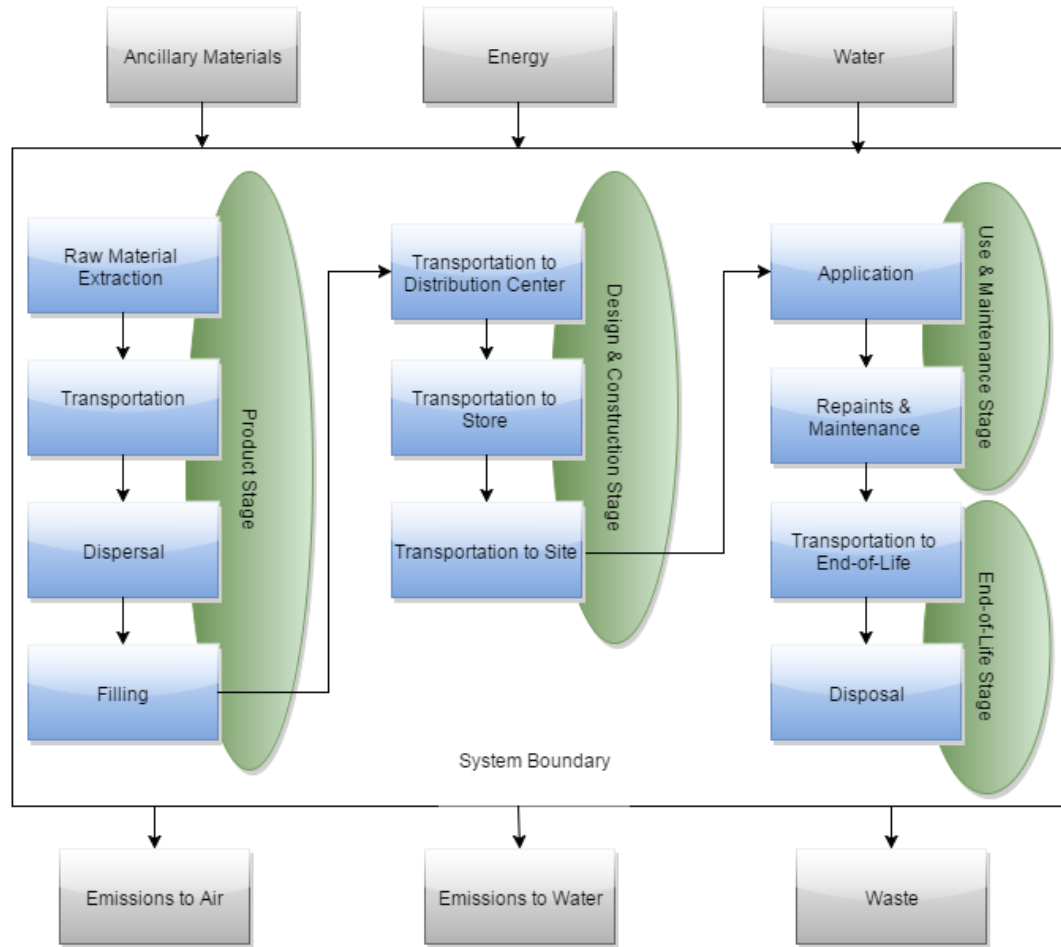 Ancillary Materials
Energy
Water
Raw Material
Extraction
Transportation
Dispersal
Filling
Product Stage
Transportation to
Distribution Center
Transportation to
Store
Transportation to Site
Design & Construction Stage
Application
Repaints &
Maintenance
Use & Maintenance Stage
Transportation to
End-of-Life
Disposal
End-of-Life Stage
System Boundary
Emissions to Air
Emissions to Water
Waste